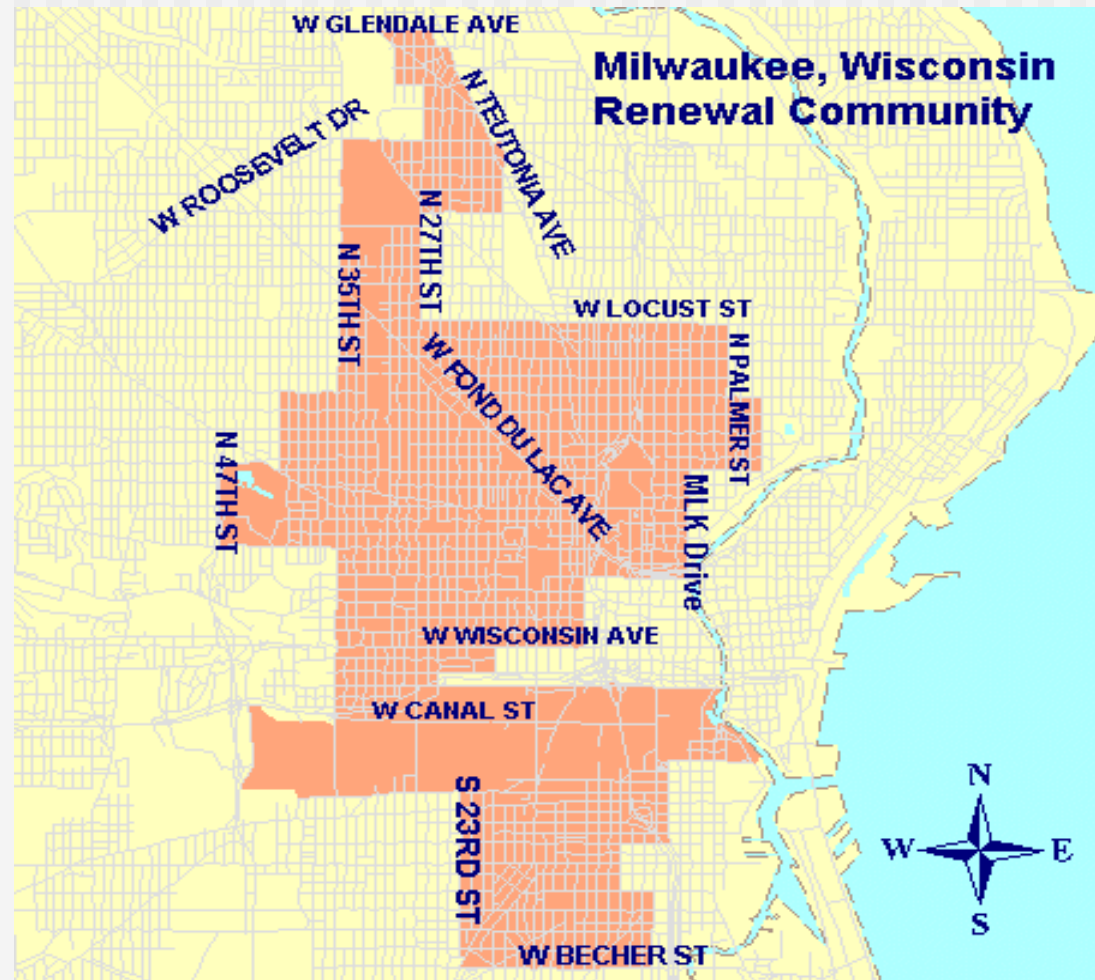 W GLENDALE AVE
Milwaukee, Wisconsin
Renewal Community
N TEUTONIA AVE
W ROOSEVELT DR
N 27TH ST
N 35TH ST
W LOCUST ST
N PALMER ST
W FOND DU LAC AVE
N 47TH ST
MLK Drive
W WISCONSIN AVE
W CANAL ST
S 23RD ST
N
W
E
S
W BECHER ST